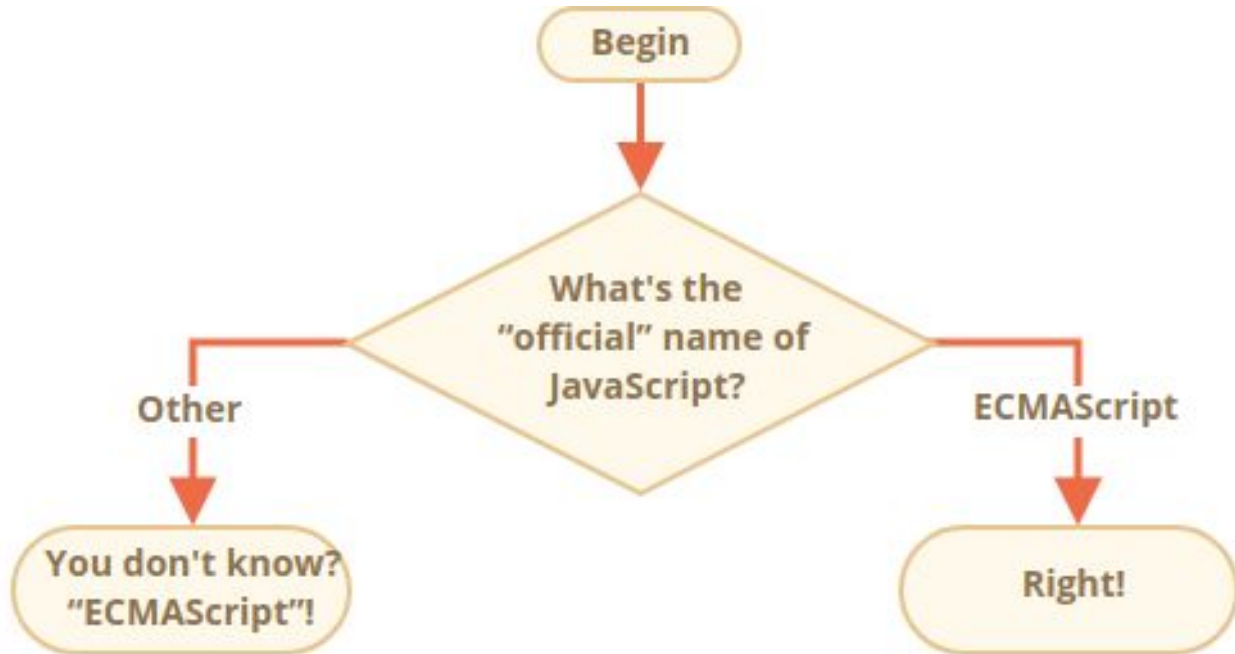 Begin
What's the
“official” name of
JavaScript?
Other
ECMAScript
You don't know?
“ECMAScript”!
Right!